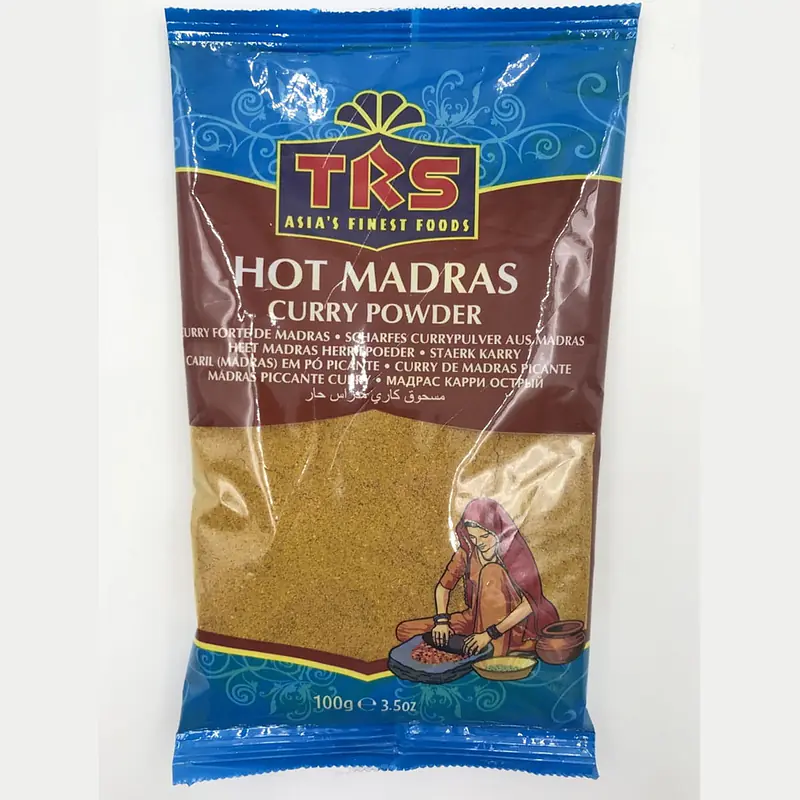 TRS
ASIA'S FINEST FOODS
HOT MADRAS
CURRY POWDER
CURRY FORTE DE MADRAS • SCHARFES CURRYPULVER AUS MADRAS
HEET MADRAS HERRIEPOEDER • STAERK KARRY
CARIL (MADRAS) EM PÓ PICANTE • CURRY DE MADRAS PICANTE
MADRAS PICCANTE CURRY • МАДРАС КАРРИ ОСТРЫЙ
مسحوق كاري مدراس حار
100g ℮ 3.5oz